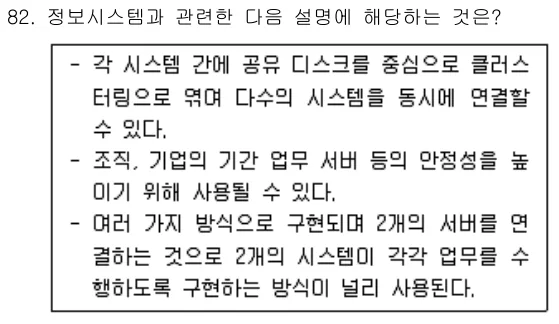 82. 정보시스템과 관련한 다음 설명에 해당하는 것은?
- 각 시스템 간에 공유 디스크를 중심으로 클러스
터링으로 엮여 다수의 시스템을 동시에 연결할
수 있다.
- 조직, 기업의 기간 업무 서버 등의 안정성을 높
이기 위해 사용될 수 있다.
- 여러 가지 방식으로 구현되며 2개의 서버를 연
결하는 것으로 2개의 시스템이 각각 업무를 수
행하도록 구현하는 방식이 널리 사용된다.